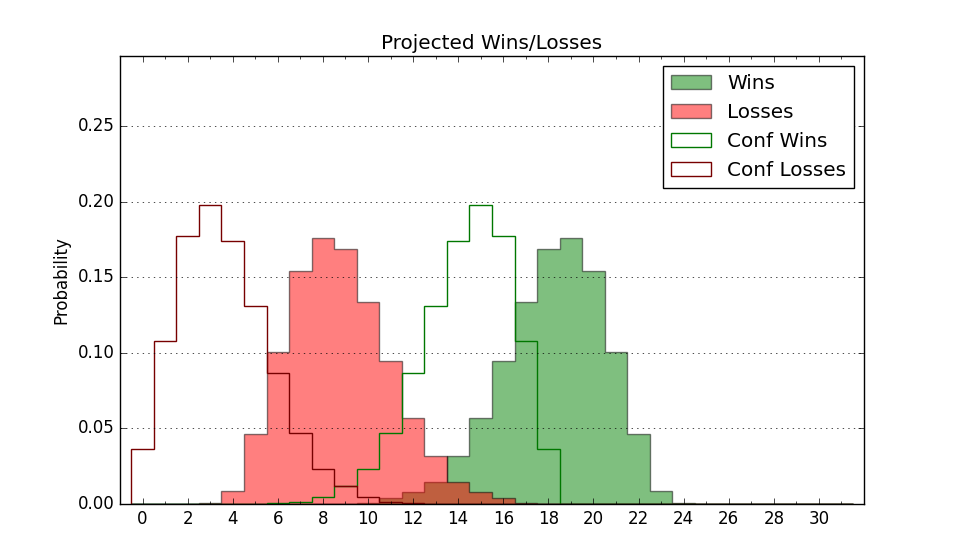 Projected Wins/Losses
Wins
Losses
Conf Wins
Conf Losses
Probability
0.25
0.20
0.15
0.10
0.05
0.00
0 2 4 6 8 10 12 14 16 18 20 22 24 26 28 30